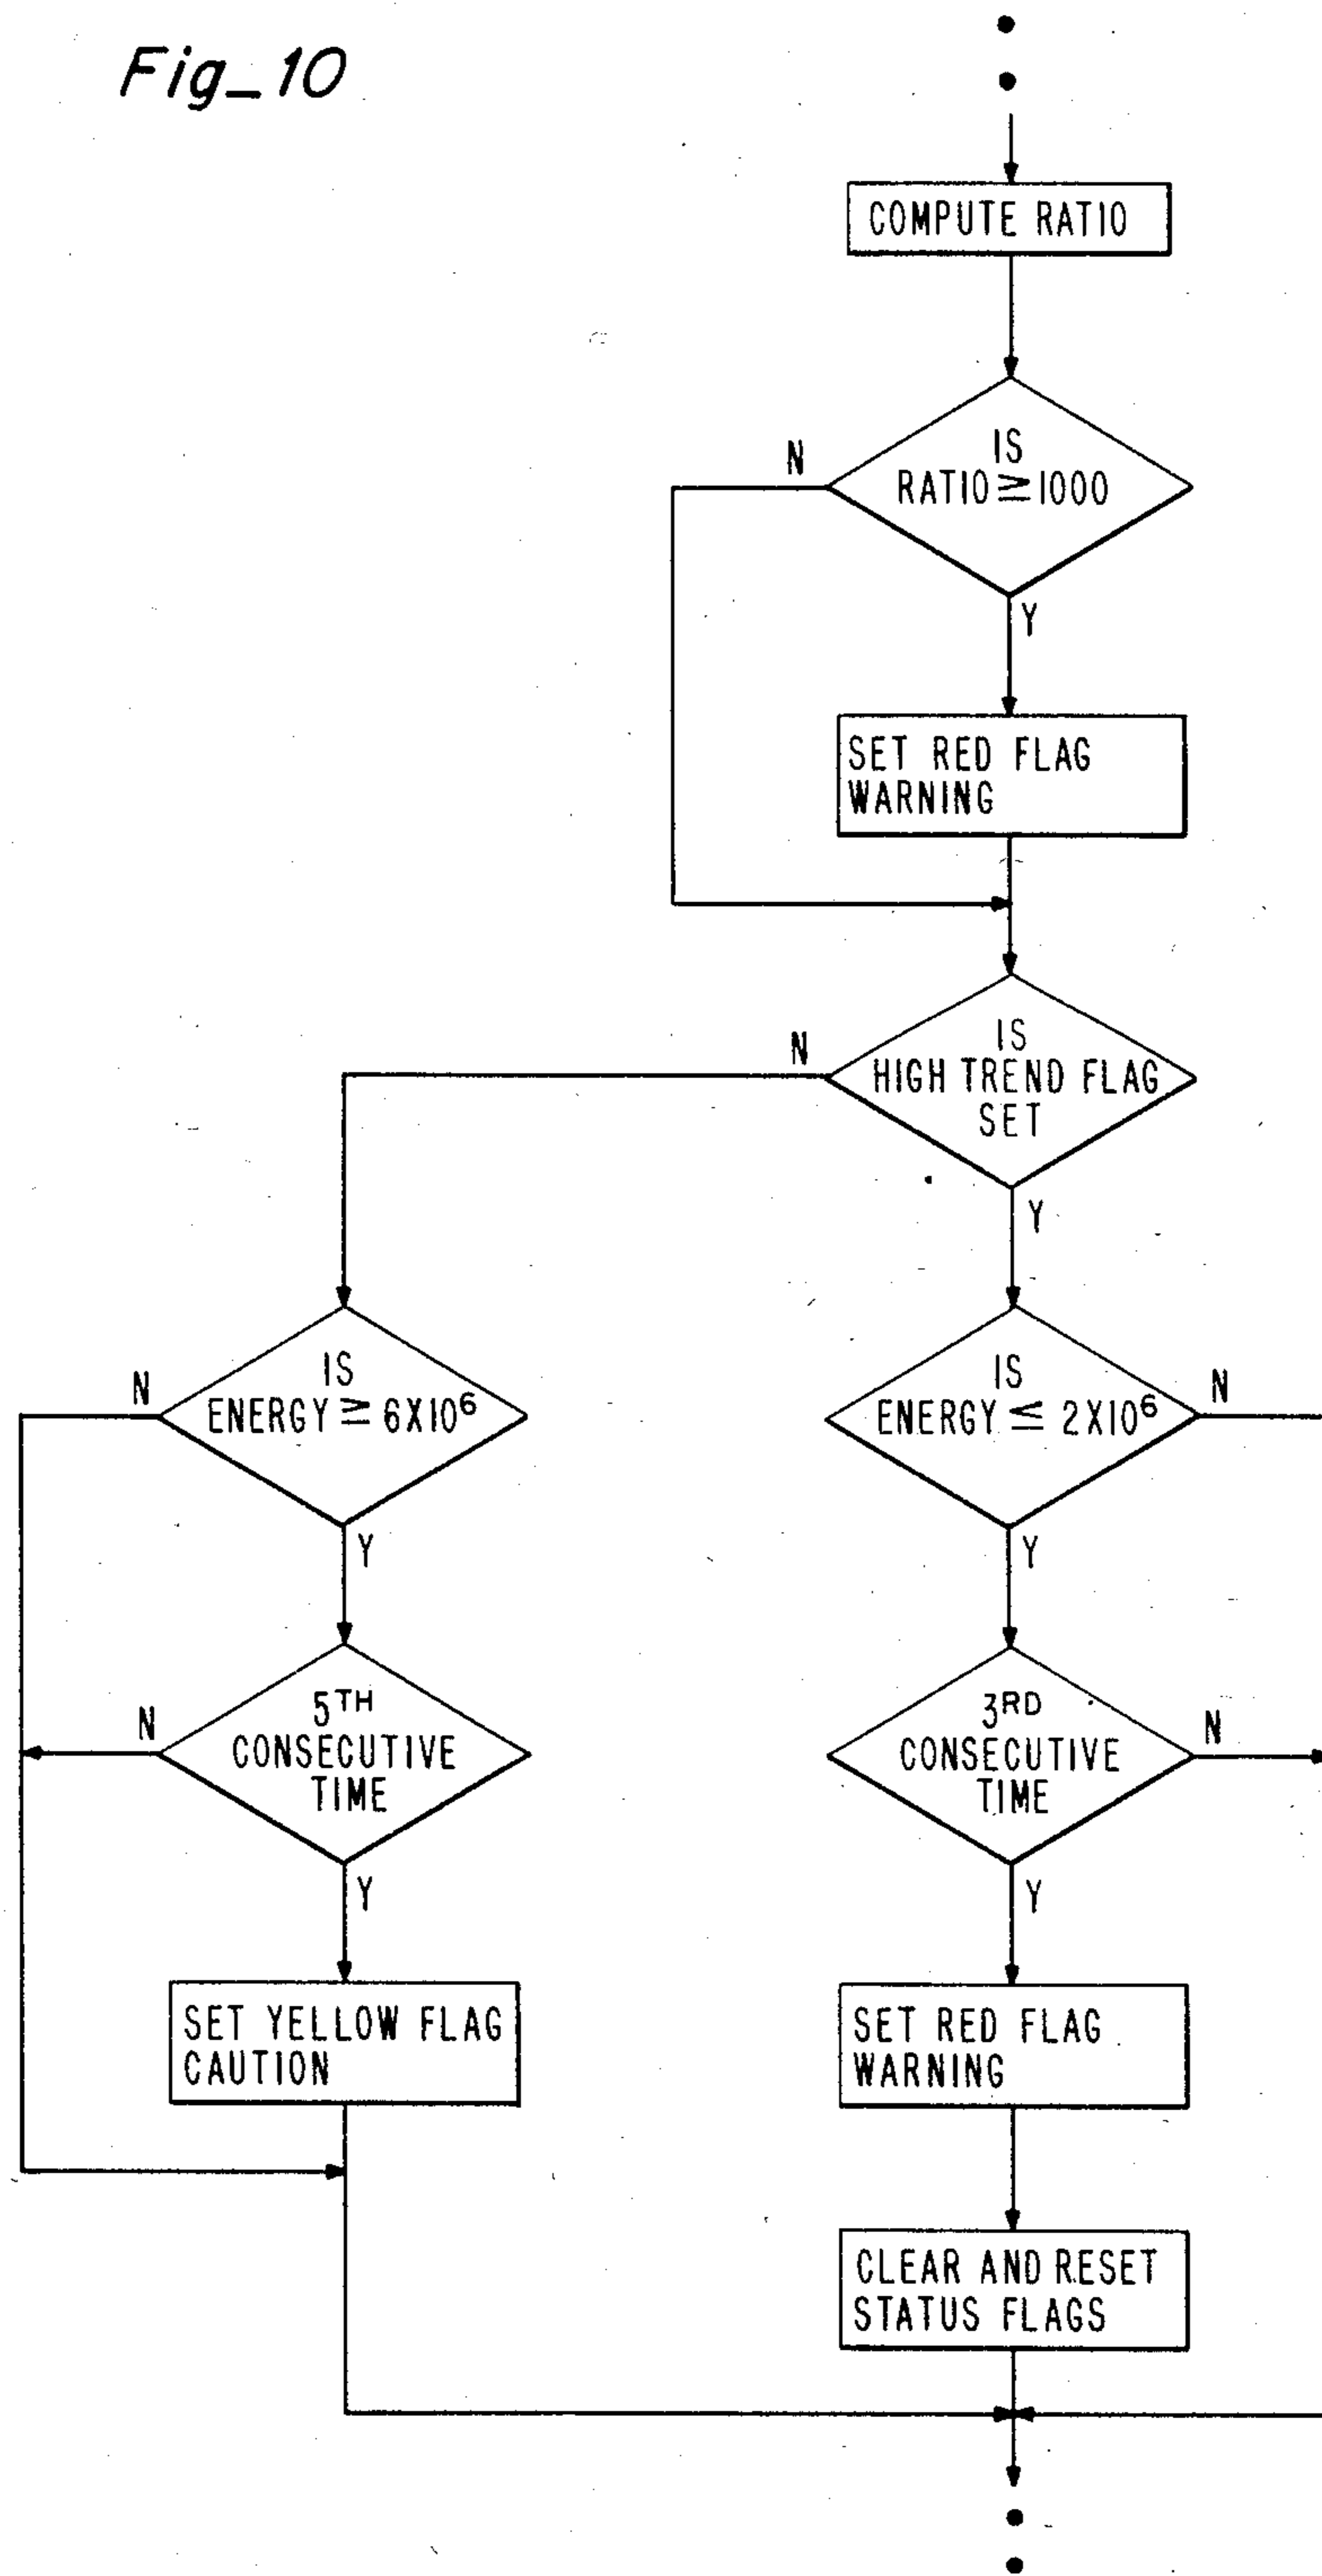 Fig_10
COMPUTE RATIO
IS
RATIO ≥ 1000
N
Y
SET RED FLAG
WARNING
IS
HIGH TREND FLAG
SET
N
Y
IS
ENERGY ≥ 6X10⁶
N
Y
IS
ENERGY ≤ 2X10⁶
N
Y
5TH
CONSECUTIVE
TIME
N
Y
3RD
CONSECUTIVE
TIME
N
Y
SET YELLOW FLAG
CAUTION
SET RED FLAG
WARNING
CLEAR AND RESET
STATUS FLAGS